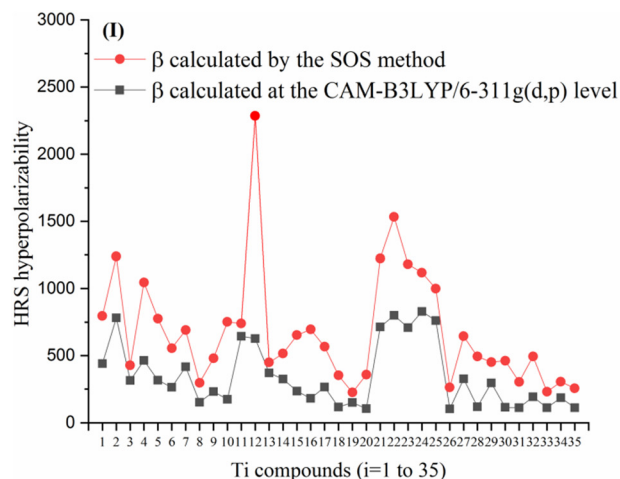 (I)
β calculated by the SOS method
β calculated at the CAM-B3LYP/6-311g(d,p) level
HRS hyperpolarizability
3000
2500
2000
1500
1000
500
0
1 2 3 4 5 6 7 8 9 10 11 12 13 14 15 16 17 18 19 20 21 22 23 24 25 26 27 28 29 30 31 32 33 34 35
Ti compounds (i=1 to 35)